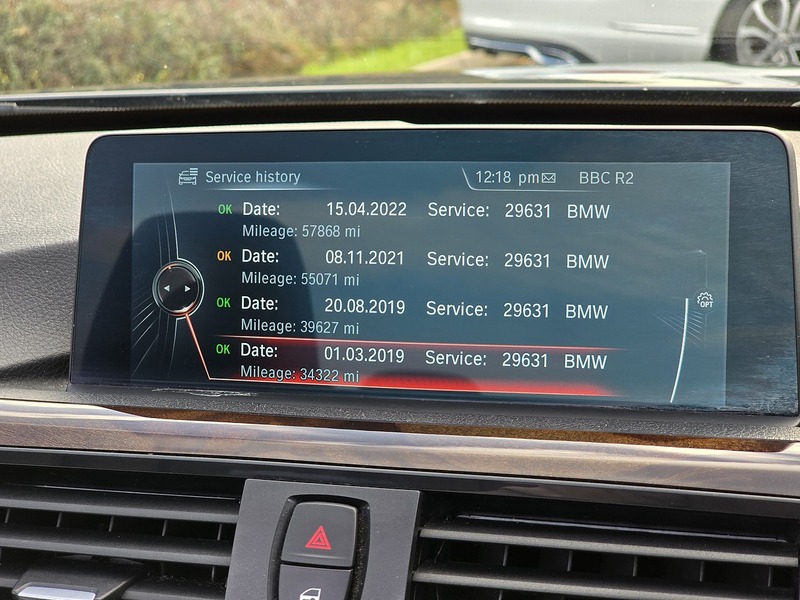 Service history 12:18 pm BBC R2
OK Date: 15.04.2022 Service: 29631 BMW
Mileage: 57868 mi
OK Date: 08.11.2021 Service: 29631 BMW
Mileage: 55071 mi
OK Date: 20.08.2019 Service: 29631 BMW
Mileage: 39627 mi
OPT
OK Date: 01.03.2019 Service: 29631 BMW
Mileage: 34322 mi